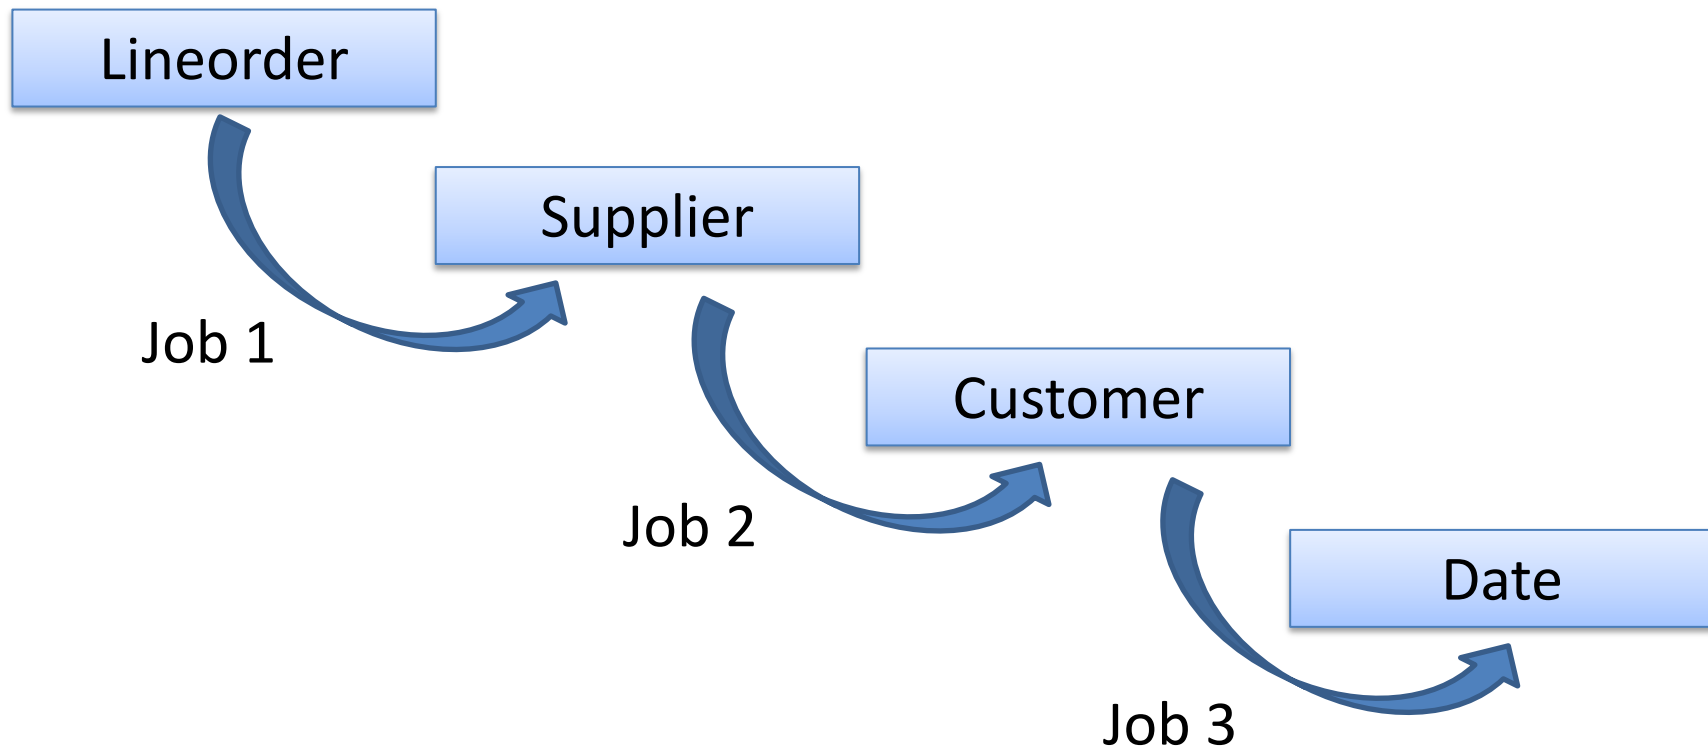 Lineorder
Supplier
Job 1
Customer
Job 2
Date
Job 3